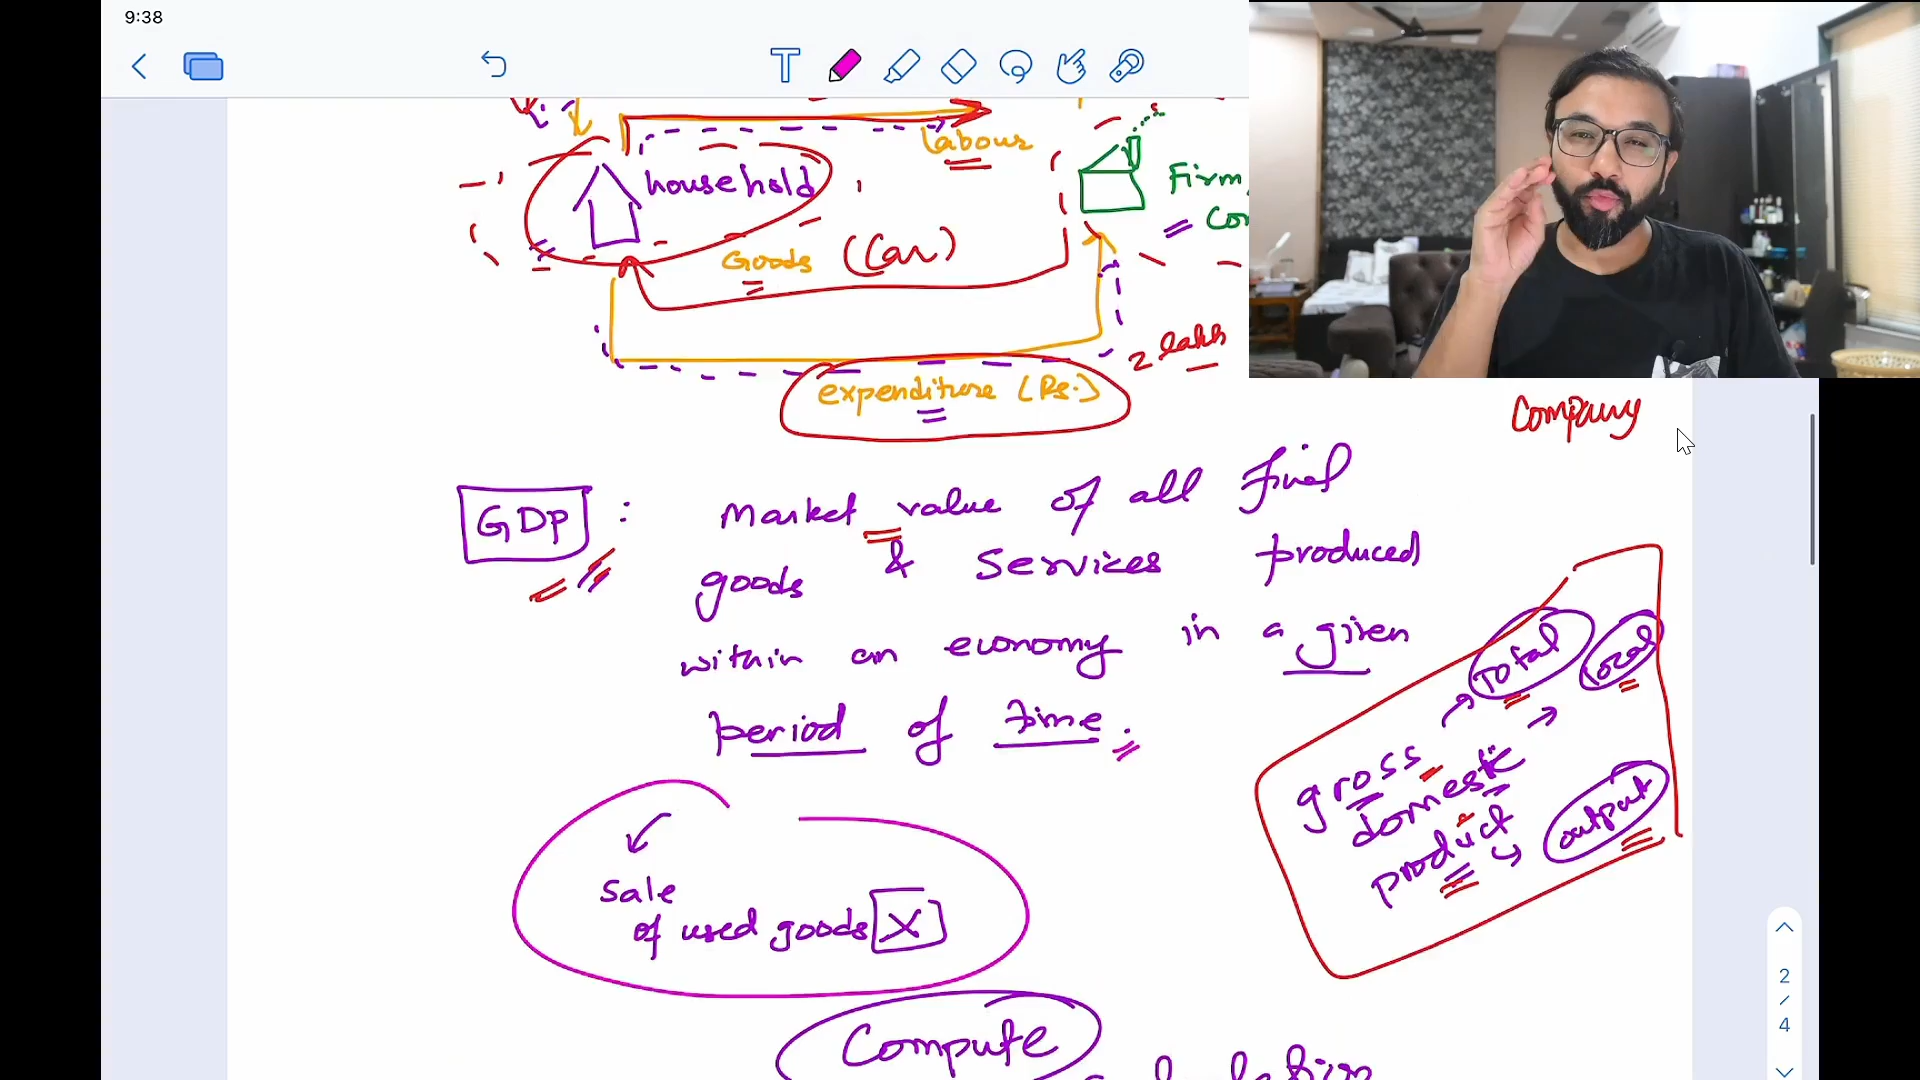 9:38
T
labour
household
Firm,
Goods (Car)
2 lakh
expenditure (Rs.)
Company
GDP : Market value of all final
goods & services produced
within an economy in a given
period of time.
Total
local
gross
domestic
product
output
sale
of used goods X
2
/
4
Compute